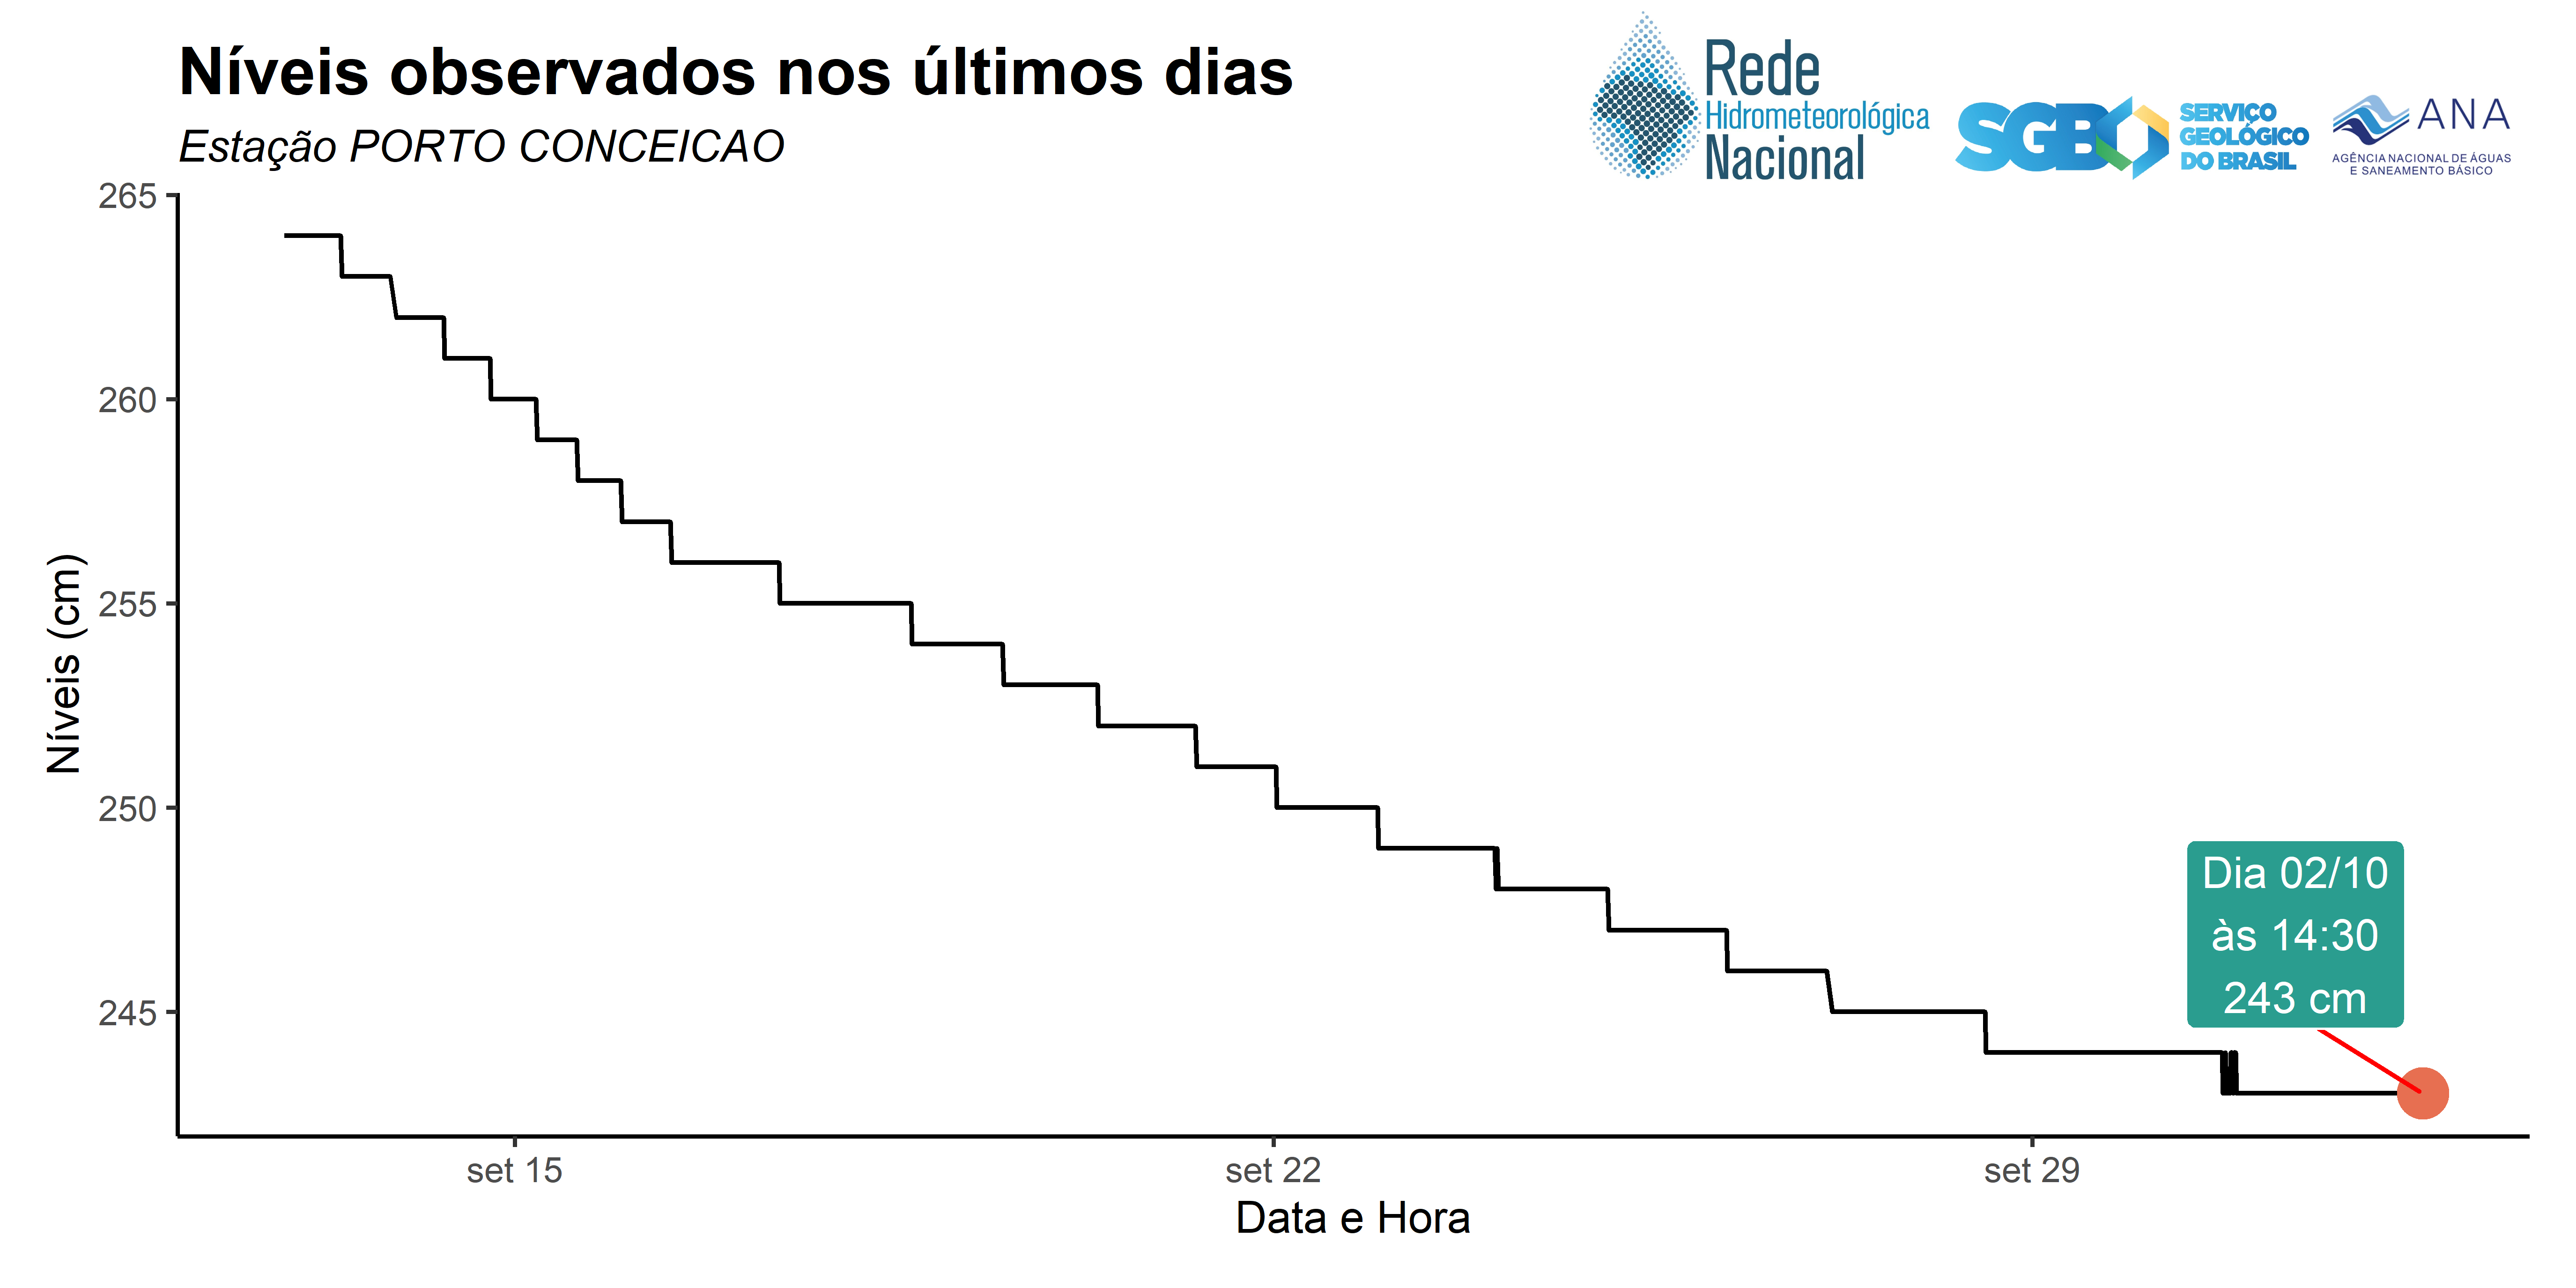 Níveis observados nos últimos dias
Estação PORTO CONCEICAO
Rede
Hidrometeorológica
Nacional
SGB
SERVIÇO
GEOLÓGICO
DO BRASIL
ANA
AGÊNCIA NACIONAL DE ÁGUAS
E SANEAMENTO BÁSICO
265
260
255
250
245
Níveis (cm)
Dia 02/10
às 14:30
243 cm
set 15
set 22
set 29
Data e Hora